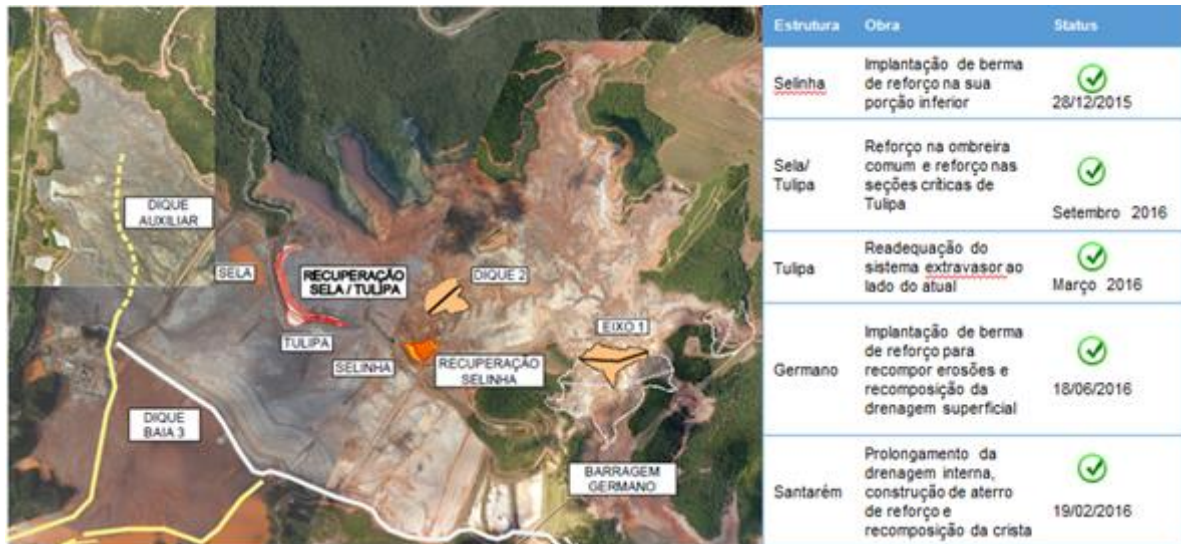 DIQUE
AUXILIAR
SELA
RECUPERAÇÃO
SELA / TULIPA
DIQUE 2
TULIPA
EIXO 1
SELINHA
RECUPERAÇÃO
SELINHA
DIQUE
BAIA 3
BARRAGEM
GERMANO
Estrutura Obra Status
Selinha
Implantação de berma
de reforço na sua
porção inferior
28/12/2015
Sela/
Tulipa
Reforço na ombreira
comum e reforço nas
seções críticas de
Tulipa
Setembro 2016
Tulipa
Readequação do
sistema extravasor ao
lado do atual
Março 2016
Germano
Implantação de berma
de reforço para
recompor erosões e
recomposição da
drenagem superficial
18/06/2016
Santarém
Prolongamento da
drenagem interna,
construção de aterro
de reforço e
recomposição da crista
19/02/2016